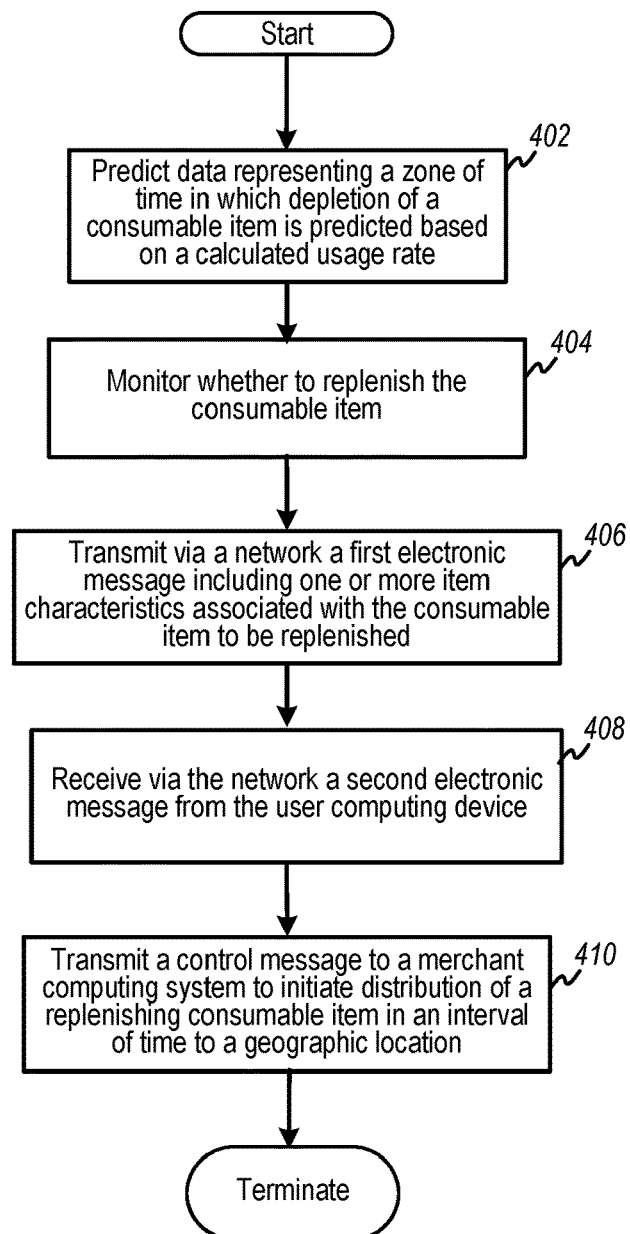 Start
402
Predict data representing a zone of
time in which depletion of a
consumable item is predicted based
on a calculated usage rate
404
Monitor whether to replenish the
consumable item
406
Transmit via a network a first electronic
message including one or more item
characteristics associated with the consumable
item to be replenished
408
Receive via the network a second electronic
message from the user computing device
410
Transmit a control message to a merchant
computing system to initiate distribution of a
replenishing consumable item in an interval
of time to a geographic location
Terminate